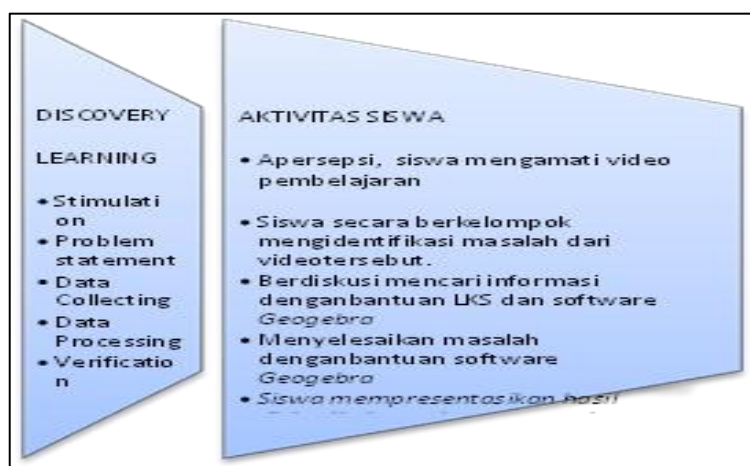 DISCOVERY
LEARNING
• Stimulati
on
• Problem
statement
• Data
Collecting
• Data
Processing
• Verificatio
n
AKTIVITAS SISWA
• Apersepsi, siswa mengamati video
pembelajaran
• Siswa secara berkelompok
mengidentifikasi masalah dari
videotersebut.
• Berdiskusi mencari informasi
denganbantuan LKS dan software
Geogebra
• Menyelesaikan masalah
denganbantuan software
Geogebra
• Siswa mempresentasikan hasil